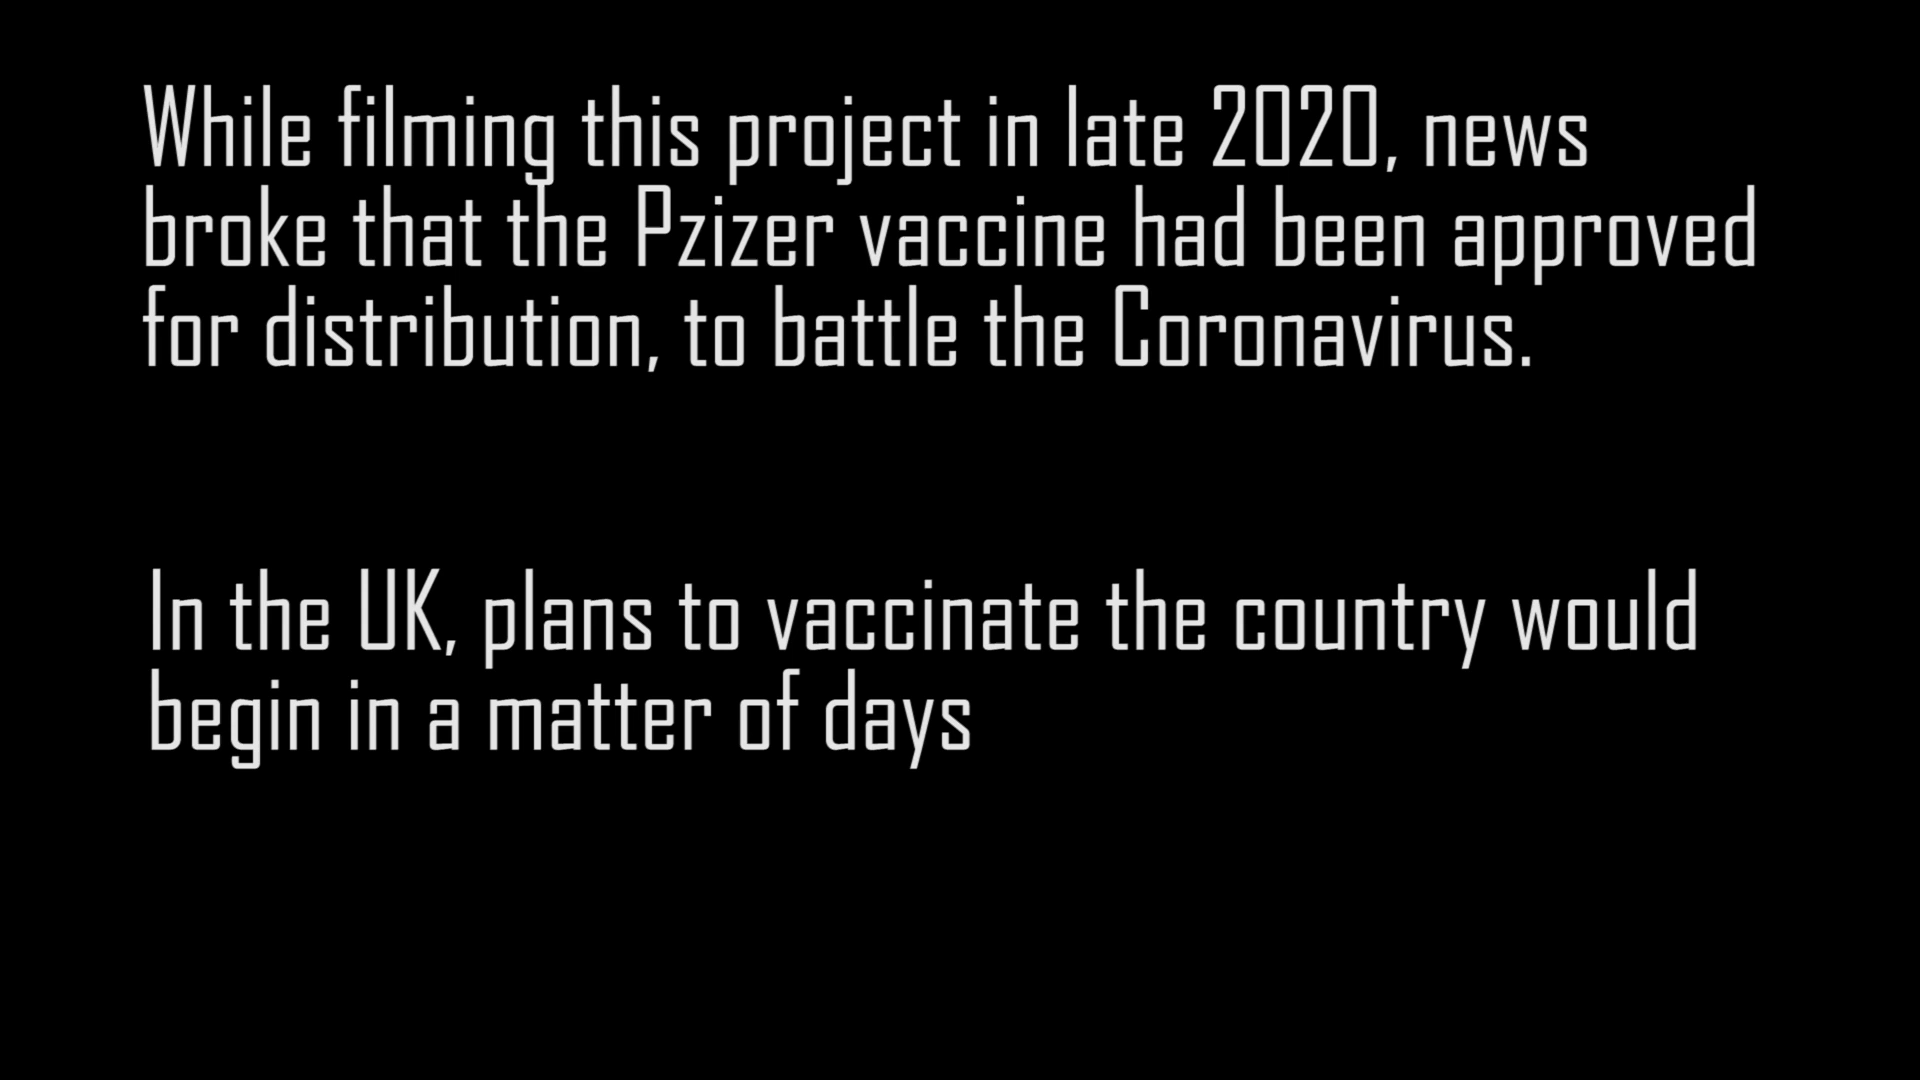 While filming this project in late 2020, news
broke that the Pzizer vaccine had been approved
for distribution, to battle the Coronavirus.
In the UK, plans to vaccinate the country would
begin in a matter of days